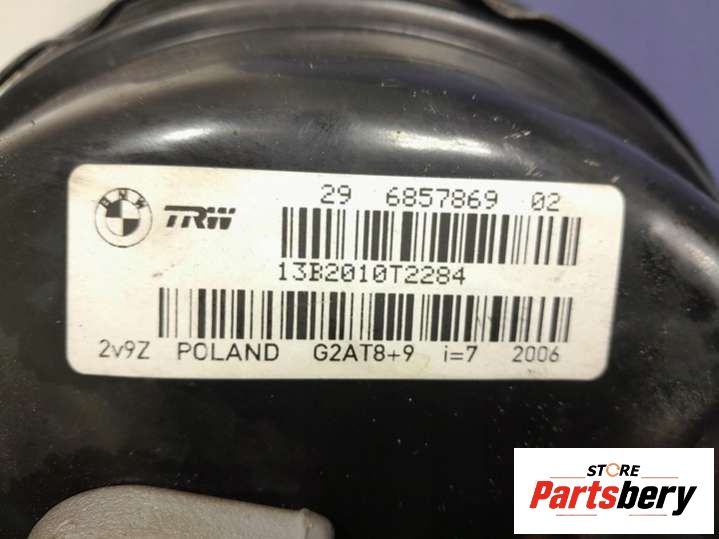 BMW TRW 29 6857869 02
13B2010T2284
2v9Z POLAND G2AT8+9 i=7 2006
STORE
Partsbery